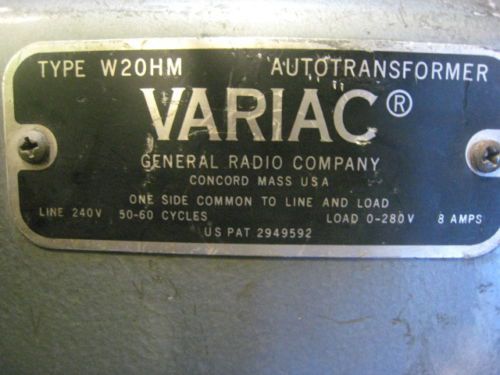 TYPE W20HM AUTOTRANSFORMER
VARIAC®
GENERAL RADIO COMPANY
CONCORD MASS USA
ONE SIDE COMMON TO LINE AND LOAD
LINE 240V 50-60 CYCLES LOAD 0-280V 8 AMPS
US PAT 2949592